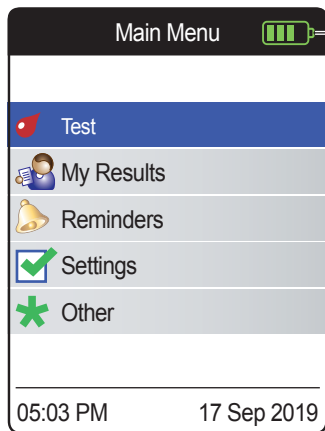 Main Menu
Test
My Results
Reminders
Settings
Other
05:03 PM 17 Sep 2019